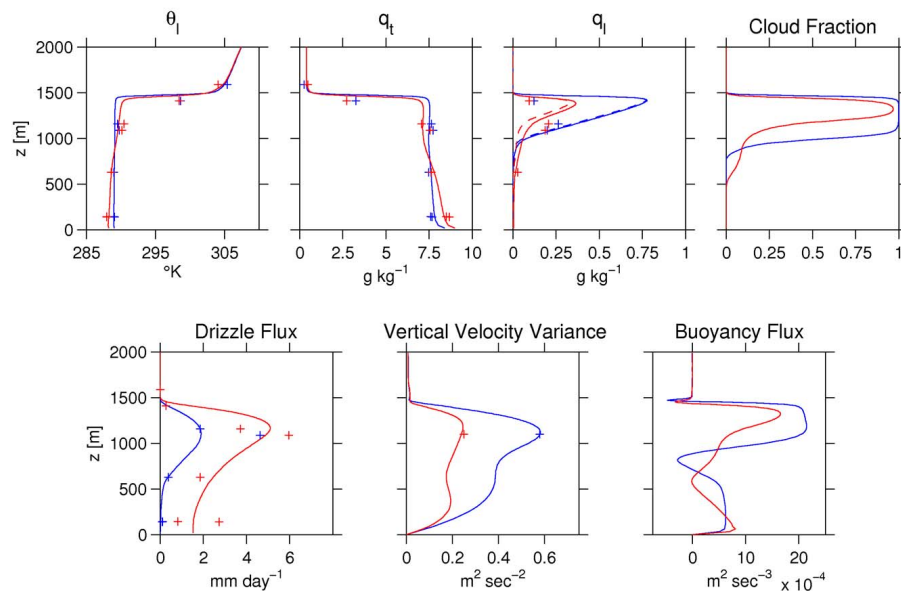 θl qt ql Cloud Fraction
2000
1500
1000
500
0
z [m]
285 295 305
°K
0 2.5 5.0 7.5 10
g kg−1
0 0.25 0.5 0.75 1
g kg−1
0 0.25 0.5 0.75 1
Drizzle Flux Vertical Velocity Variance Buoyancy Flux
2000
1500
1000
500
0
z [m]
0 2 4 6
mm day−1
0 0.2 0.4 0.6
m2 sec−2
0 10 20
m2 sec−3 x 10−4